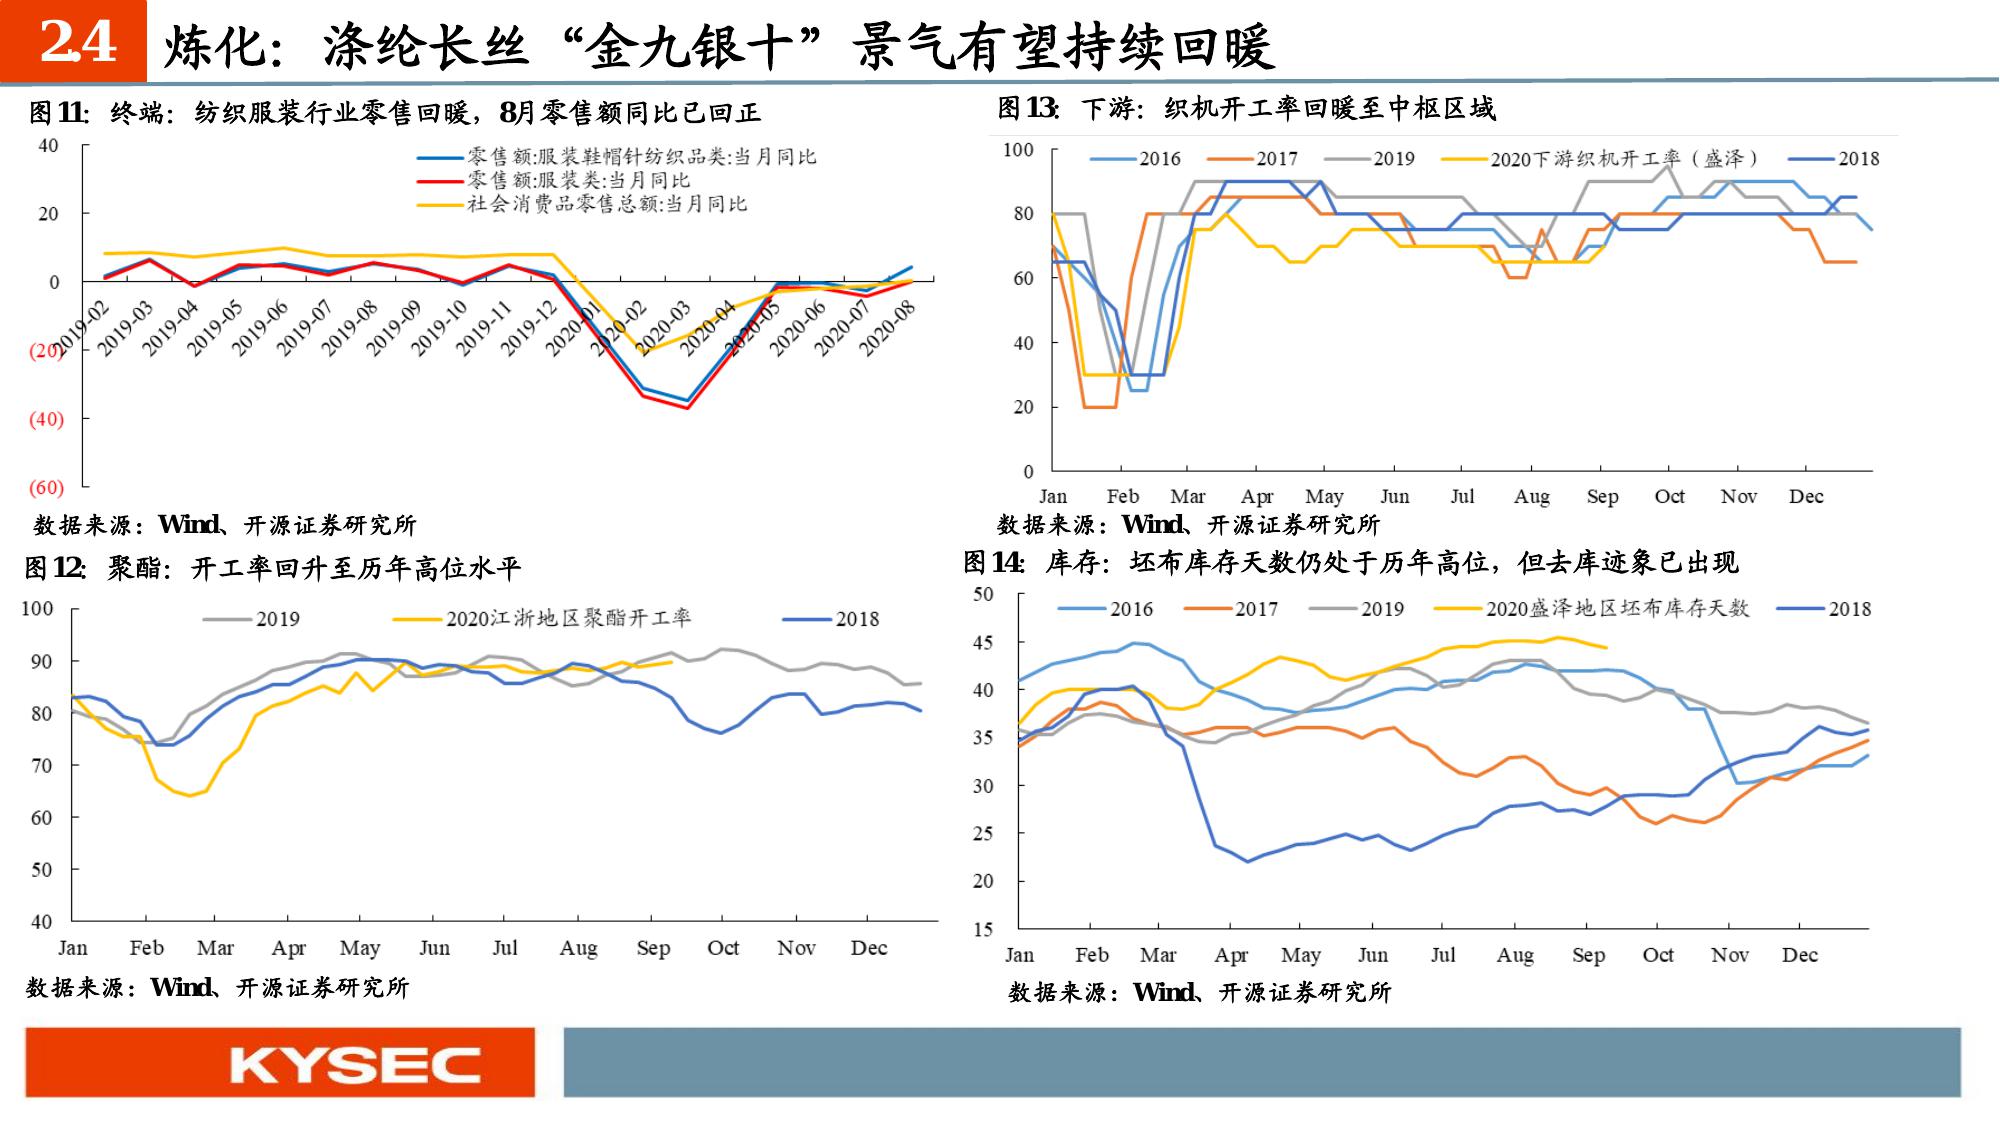 2.4 炼化：涤纶长丝“金九银十”景气有望持续回暖
图11：终端：纺织服装行业零售回暖，8月零售额同比已回正
40
20
0
(20)
(40)
(60)
零售额:服装鞋帽针纺织品类:当月同比
零售额:服装类:当月同比
社会消费品零售总额:当月同比
2019-02 2019-03 2019-04 2019-05 2019-06 2019-07 2019-08 2019-09 2019-10 2019-11 2019-12 2020-01 2020-02 2020-03 2020-04 2020-05 2020-06 2020-07 2020-08
数据来源：Wind、开源证券研究所
图13：下游：织机开工率回暖至中枢区域
2016 2017 2019 2020下游织机开工率（盛泽） 2018
100
80
60
40
20
0
Jan Feb Mar Apr May Jun Jul Aug Sep Oct Nov Dec
数据来源：Wind、开源证券研究所
图12：聚酯：开工率回升至历年高位水平
2019 2020江浙地区聚酯开工率 2018
100
90
80
70
60
50
40
Jan Feb Mar Apr May Jun Jul Aug Sep Oct Nov Dec
数据来源：Wind、开源证券研究所
图14：库存：坯布库存天数仍处于历年高位，但去库迹象已出现
2016 2017 2019 2020盛泽地区坯布库存天数 2018
50
45
40
35
30
25
20
15
Jan Feb Mar Apr May Jun Jul Aug Sep Oct Nov Dec
数据来源：Wind、开源证券研究所
KYSEC